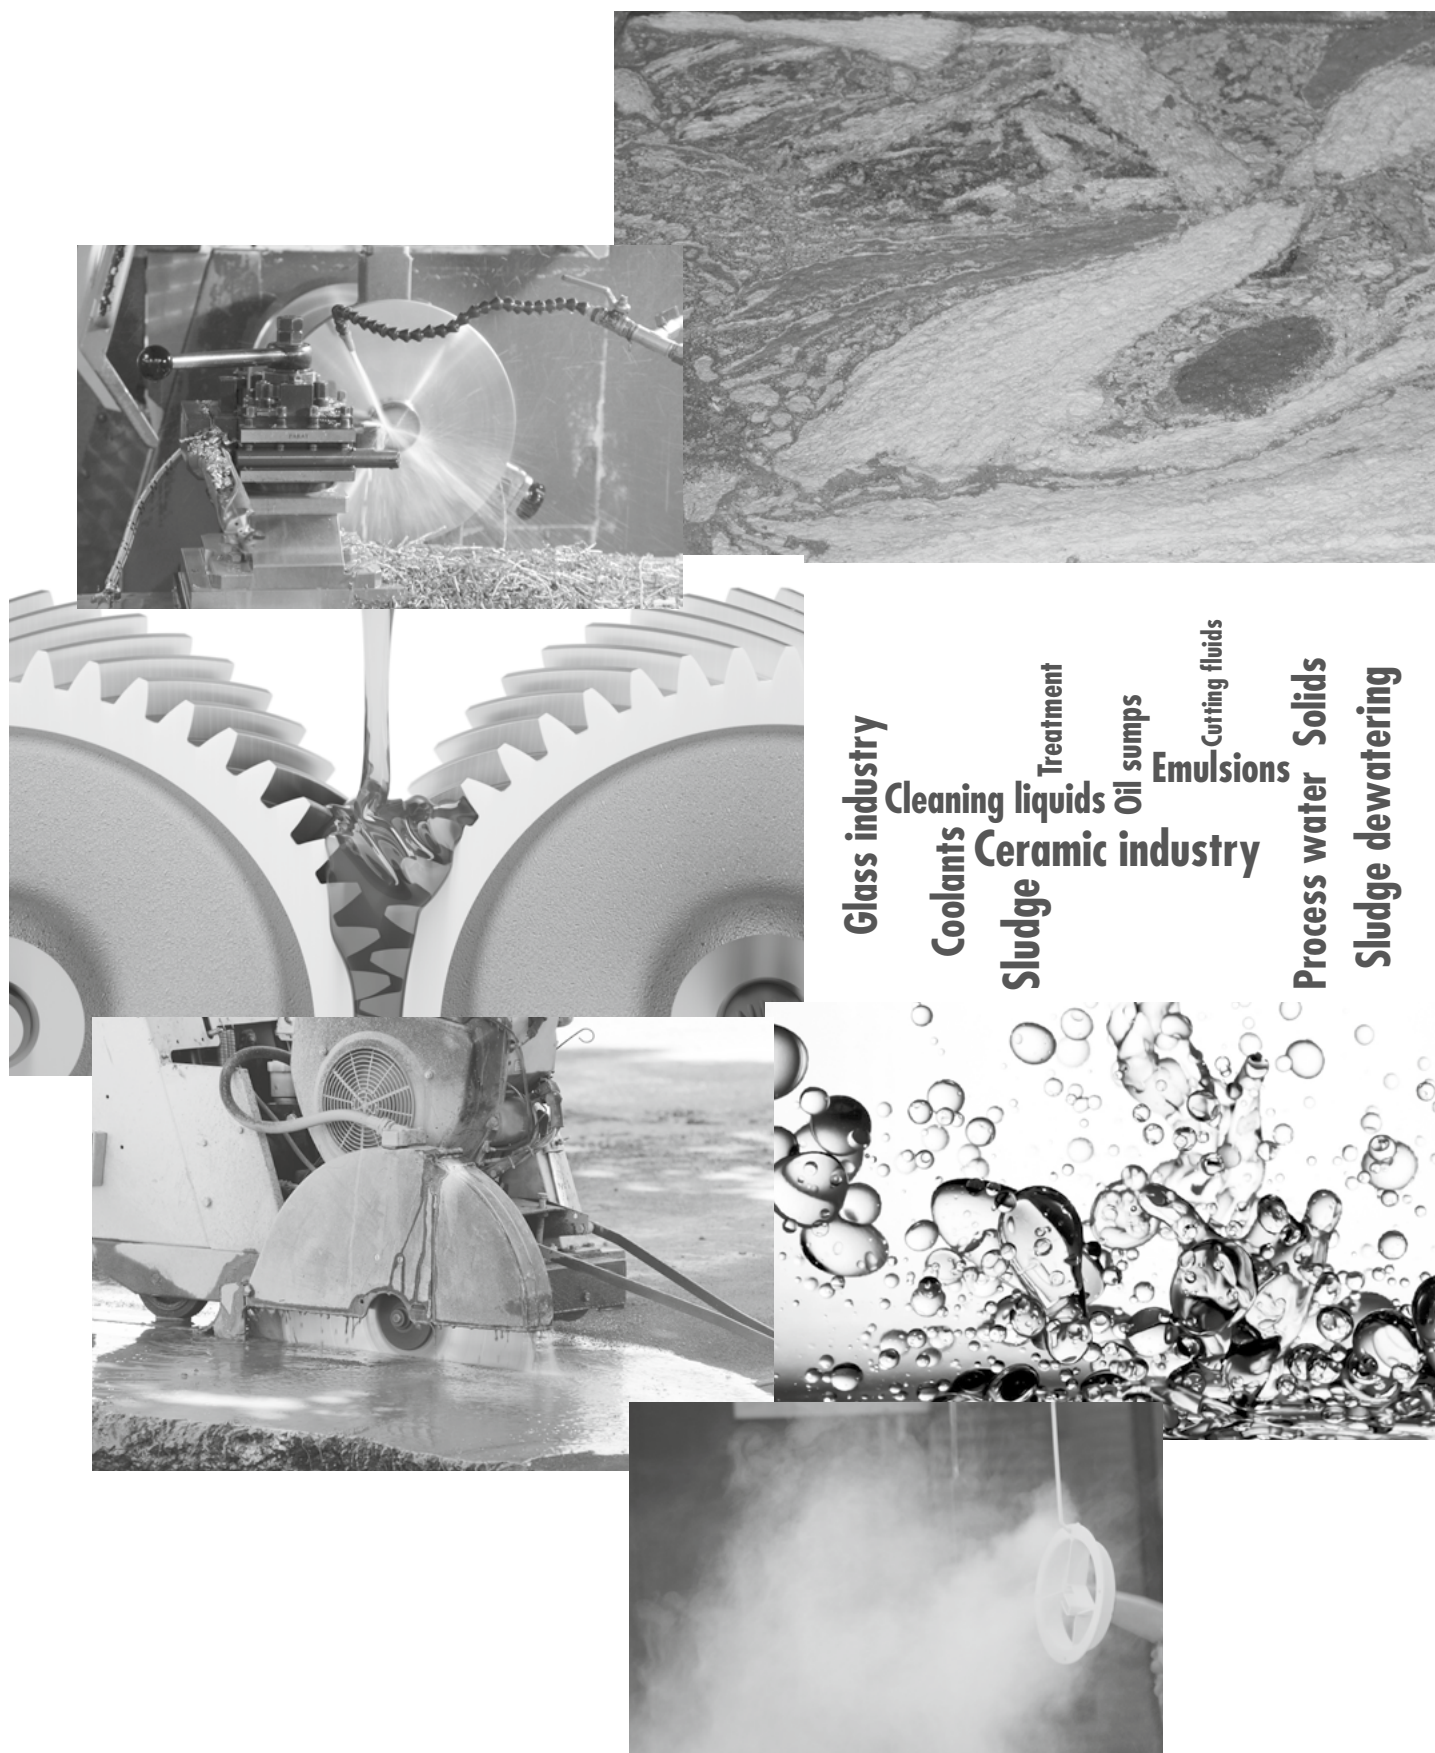 Glass industry
Cleaning liquids
Coolants
Treatment
Sludge
Ceramic industry
Oil sumps
Emulsions
Cutting fluids
Solids
Process water
Sludge dewatering